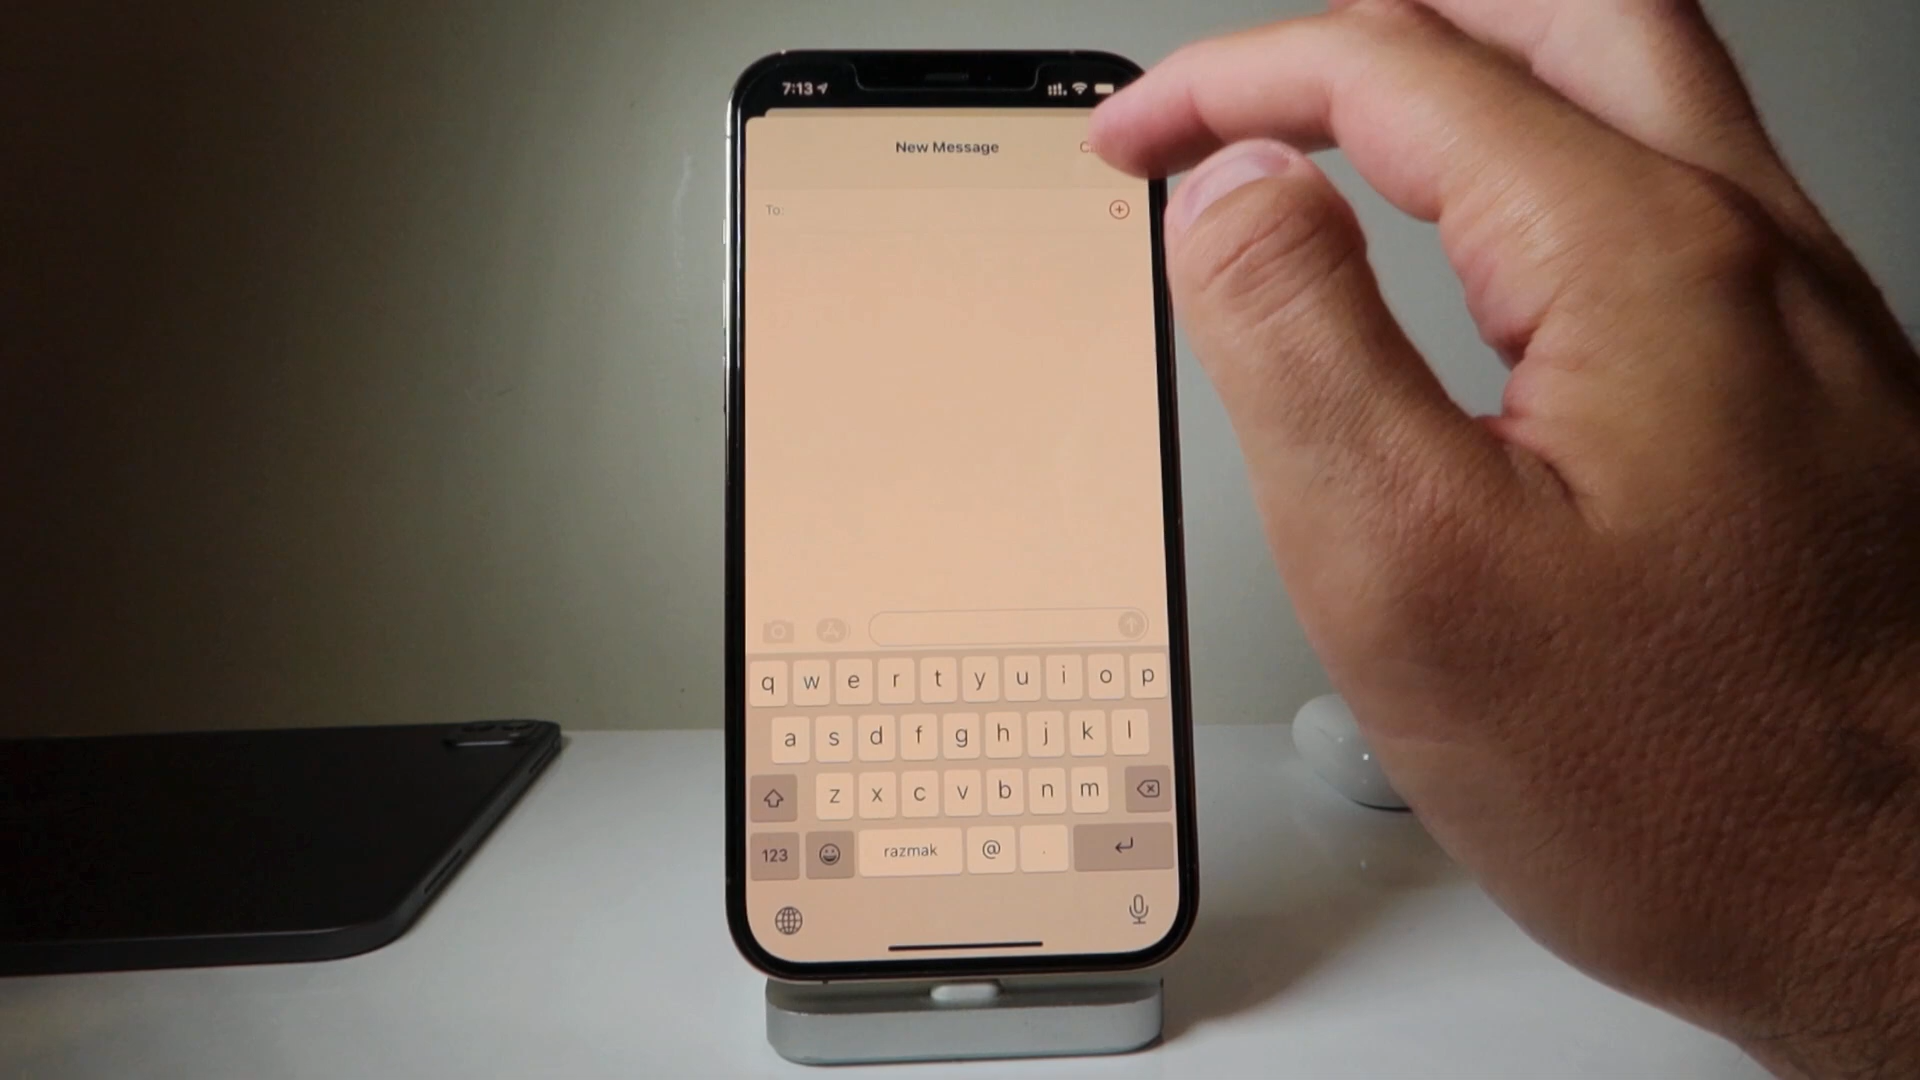 7:13
New Message
To:
q w e r t y u i o p
a s d f g h j k l
z x c v b n m
123 razmak @ .